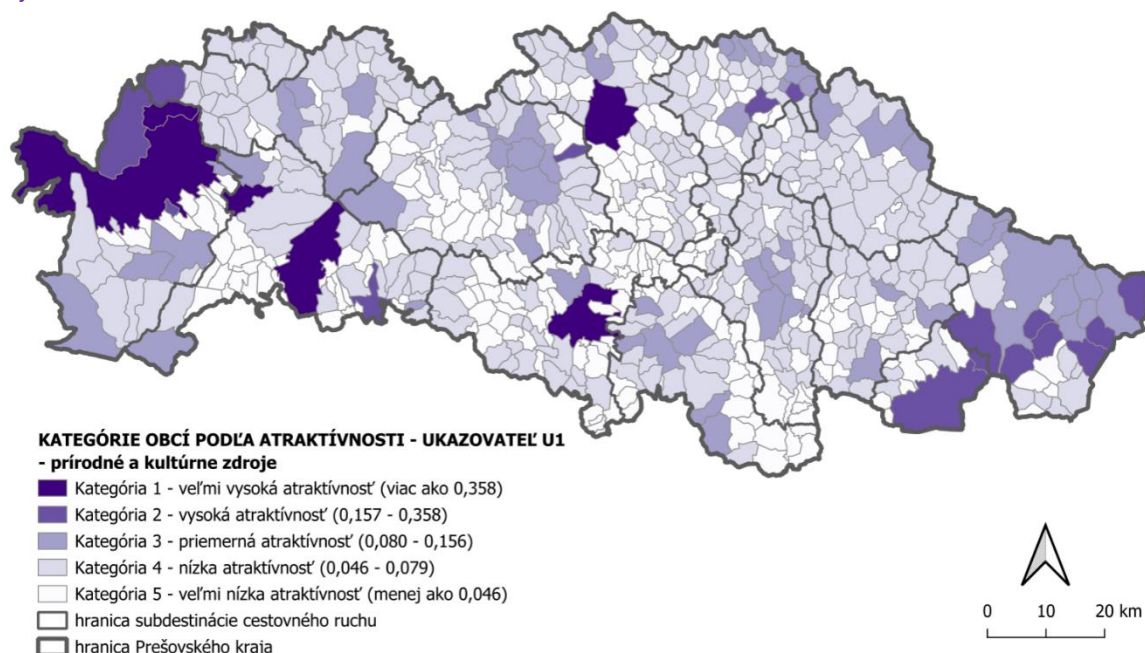 KATEGÓRIE OBCÍ PODĽA ATRAKTÍVNOSTI - UKAZOVATEĽ U1
- prírodné a kultúrne zdroje
Kategória 1 - veľmi vysoká atraktívnosť (viac ako 0,358)
Kategória 2 - vysoká atraktívnosť (0,157 - 0,358)
Kategória 3 - priemerná atraktívnosť (0,080 - 0,156)
Kategória 4 - nízka atraktívnosť (0,046 - 0,079)
Kategória 5 - veľmi nízka atraktívnosť (menej ako 0,046)
hranica subdestinácie cestovného ruchu
hranica Prešovského kraja
0 10 20 km